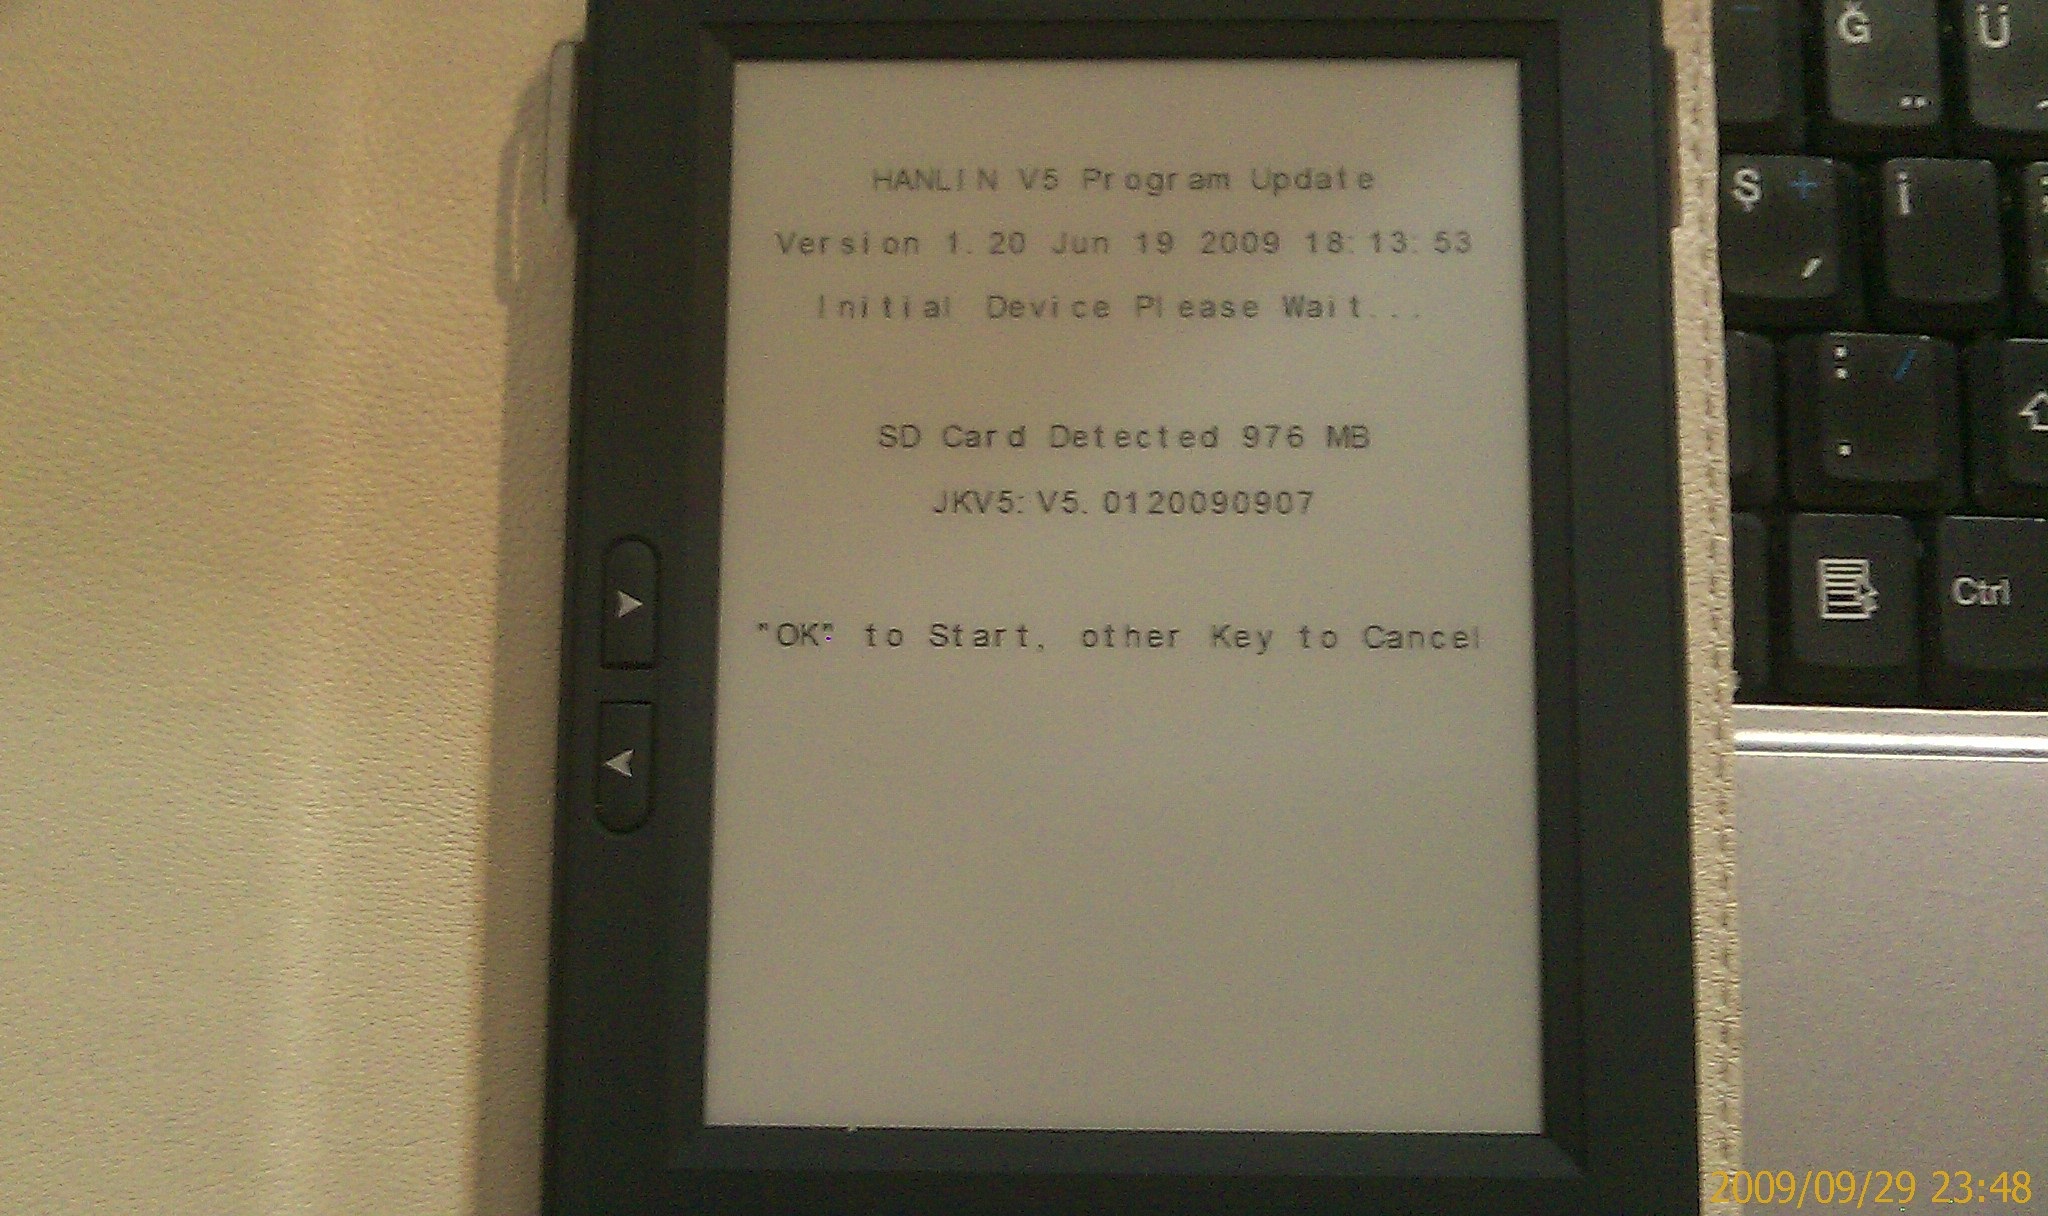 HANLIN V5 Program Update
Version 1.20 Jun 19 2009 18:13:53
Initial Device Please Wait...
SD Card Detected 976 MB
JKV5:V5.0120090907
"OK" to Start, other Key to Cancel
Ğ ¨
Ü
Ş + ´
İ
: / .
Ctrl
2009/09/29 23:48